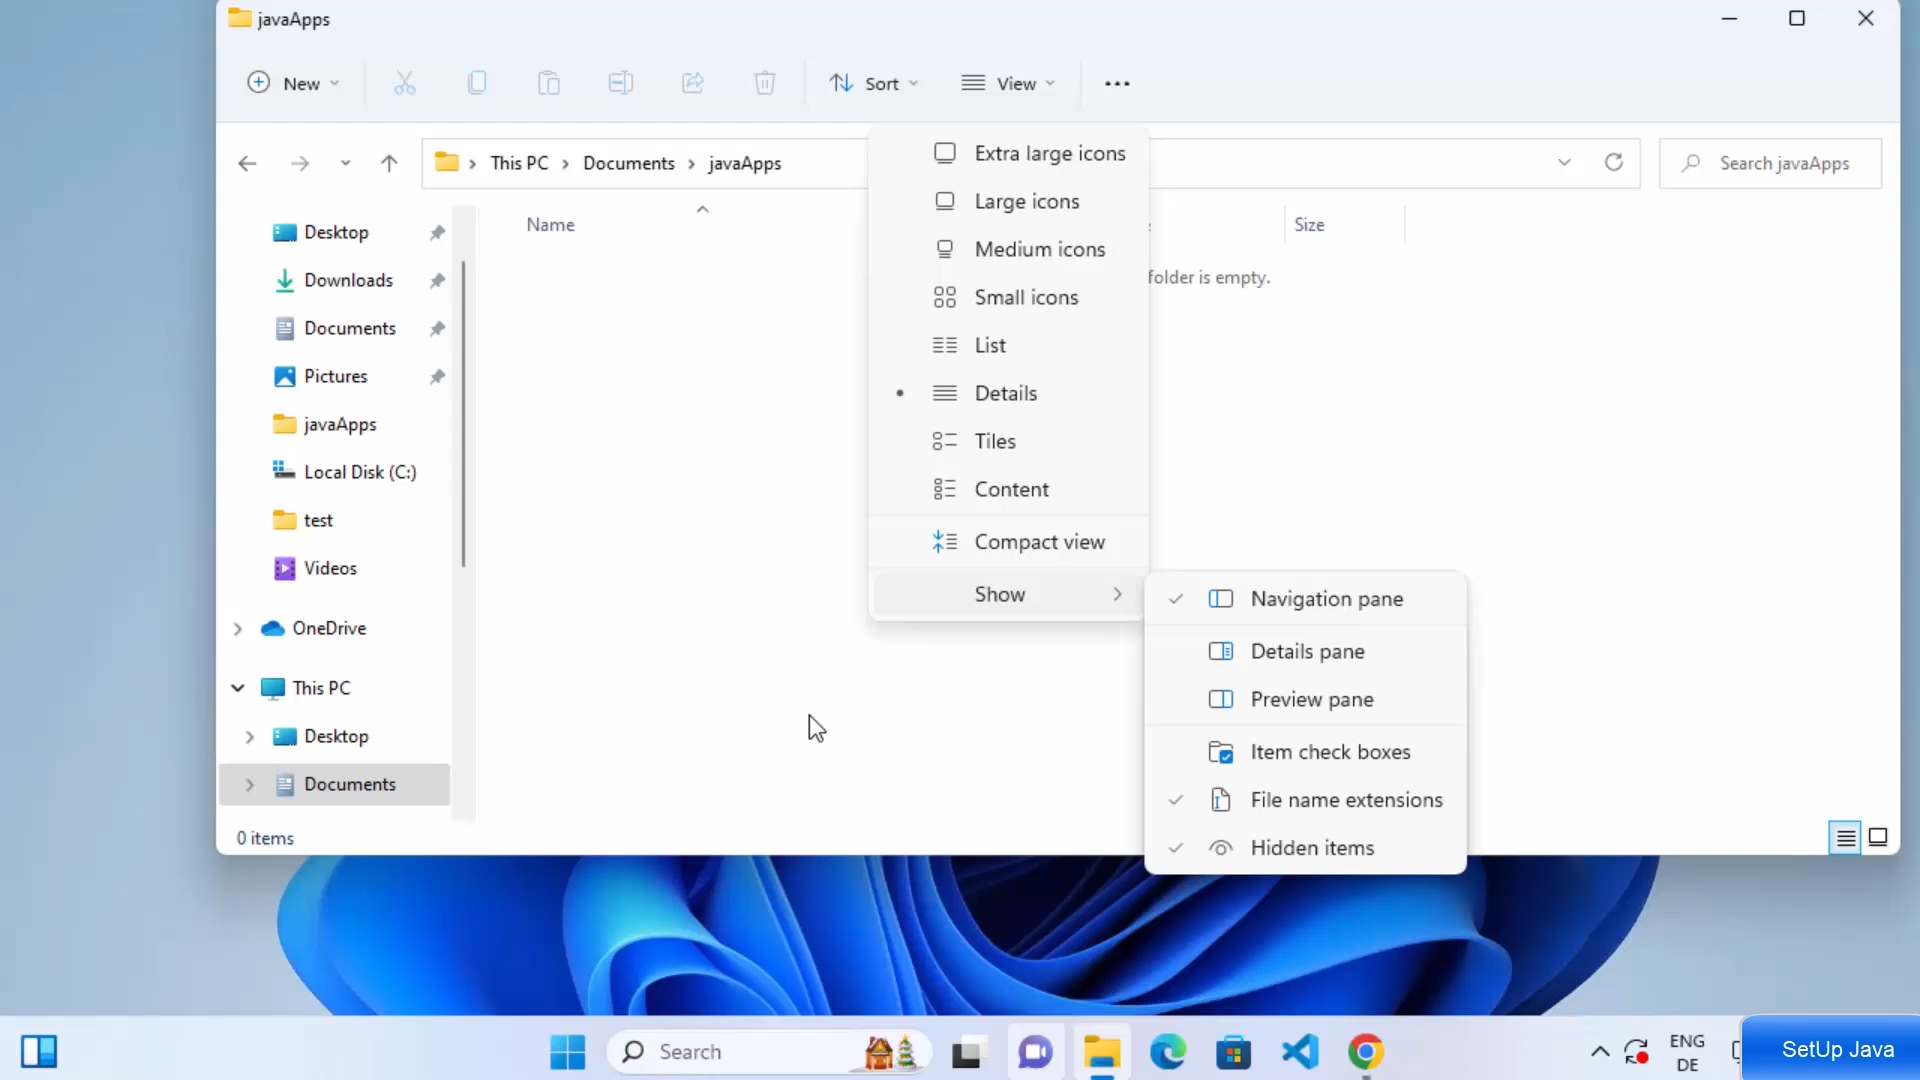 javaApps
New
Sort
View
This PC
Documents
javaApps
Search javaApps
Name
Size
folder is empty.
Desktop
Downloads
Documents
Pictures
javaApps
Local Disk (C:)
test
Videos
OneDrive
This PC
Desktop
Documents
0 items
Extra large icons
Large icons
Medium icons
Small icons
List
Details
Tiles
Content
Compact view
Show
Navigation pane
Details pane
Preview pane
Item check boxes
File name extensions
Hidden items
Search
ENG
DE
SetUp Java